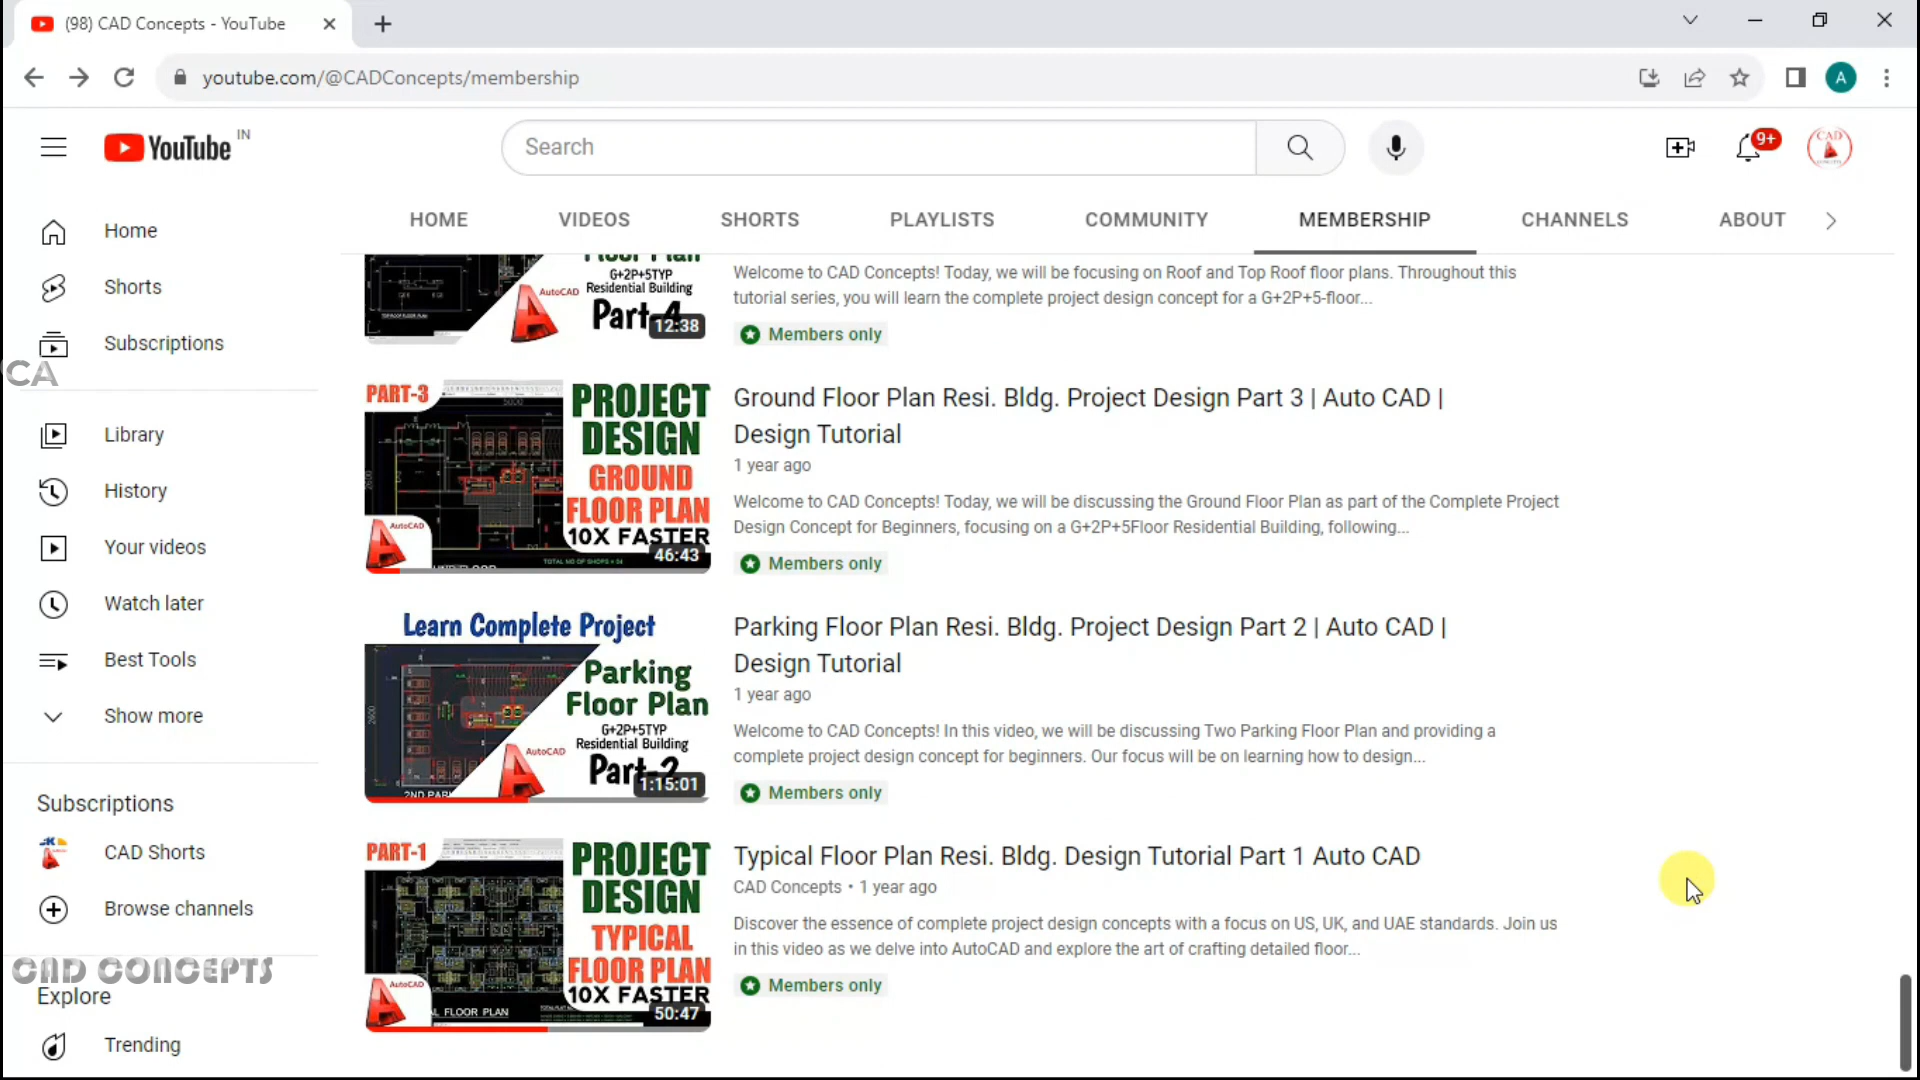 (98) CAD Concepts - YouTube
youtube.com/@CADConcepts/membership
A
YouTube IN
Search
9+
CAD
HOME VIDEOS SHORTS PLAYLISTS COMMUNITY MEMBERSHIP CHANNELS ABOUT
Home
Shorts
Subscriptions
CA
Library
History
Your videos
Watch later
Best Tools
Show more
Subscriptions
CAD Shorts
Browse channels
CAD CONCEPTS
Explore
Trending
Floor Plan
G+2P+5TYP
Residential Building
AutoCAD
Part-4
12:38
TOP ROOF FLOOR PLAN
Welcome to CAD Concepts! Today, we will be focusing on Roof and Top Roof floor plans. Throughout this
tutorial series, you will learn the complete project design concept for a G+2P+5-floor...
Members only
PART-3
PROJECT
DESIGN
GROUND
FLOOR PLAN
10X FASTER
AutoCAD
46:43
Ground Floor Plan Resi. Bldg. Project Design Part 3 | Auto CAD |
Design Tutorial
1 year ago
Welcome to CAD Concepts! Today, we will be discussing the Ground Floor Plan as part of the Complete Project
Design Concept for Beginners, focusing on a G+2P+5Floor Residential Building, following...
Members only
Learn Complete Project
Parking
Floor Plan
G+2P+5TYP
Residential Building
AutoCAD
Part-2
1:15:01
Parking Floor Plan Resi. Bldg. Project Design Part 2 | Auto CAD |
Design Tutorial
1 year ago
Welcome to CAD Concepts! In this video, we will be discussing Two Parking Floor Plan and providing a
complete project design concept for beginners. Our focus will be on learning how to design...
Members only
PART-1
PROJECT
DESIGN
TYPICAL
FLOOR PLAN
10X FASTER
AutoCAD
L FLOOR PLAN
50:47
Typical Floor Plan Resi. Bldg. Design Tutorial Part 1 Auto CAD
CAD Concepts • 1 year ago
Discover the essence of complete project design concepts with a focus on US, UK, and UAE standards. Join us
in this video as we delve into AutoCAD and explore the art of crafting detailed floor...
Members only